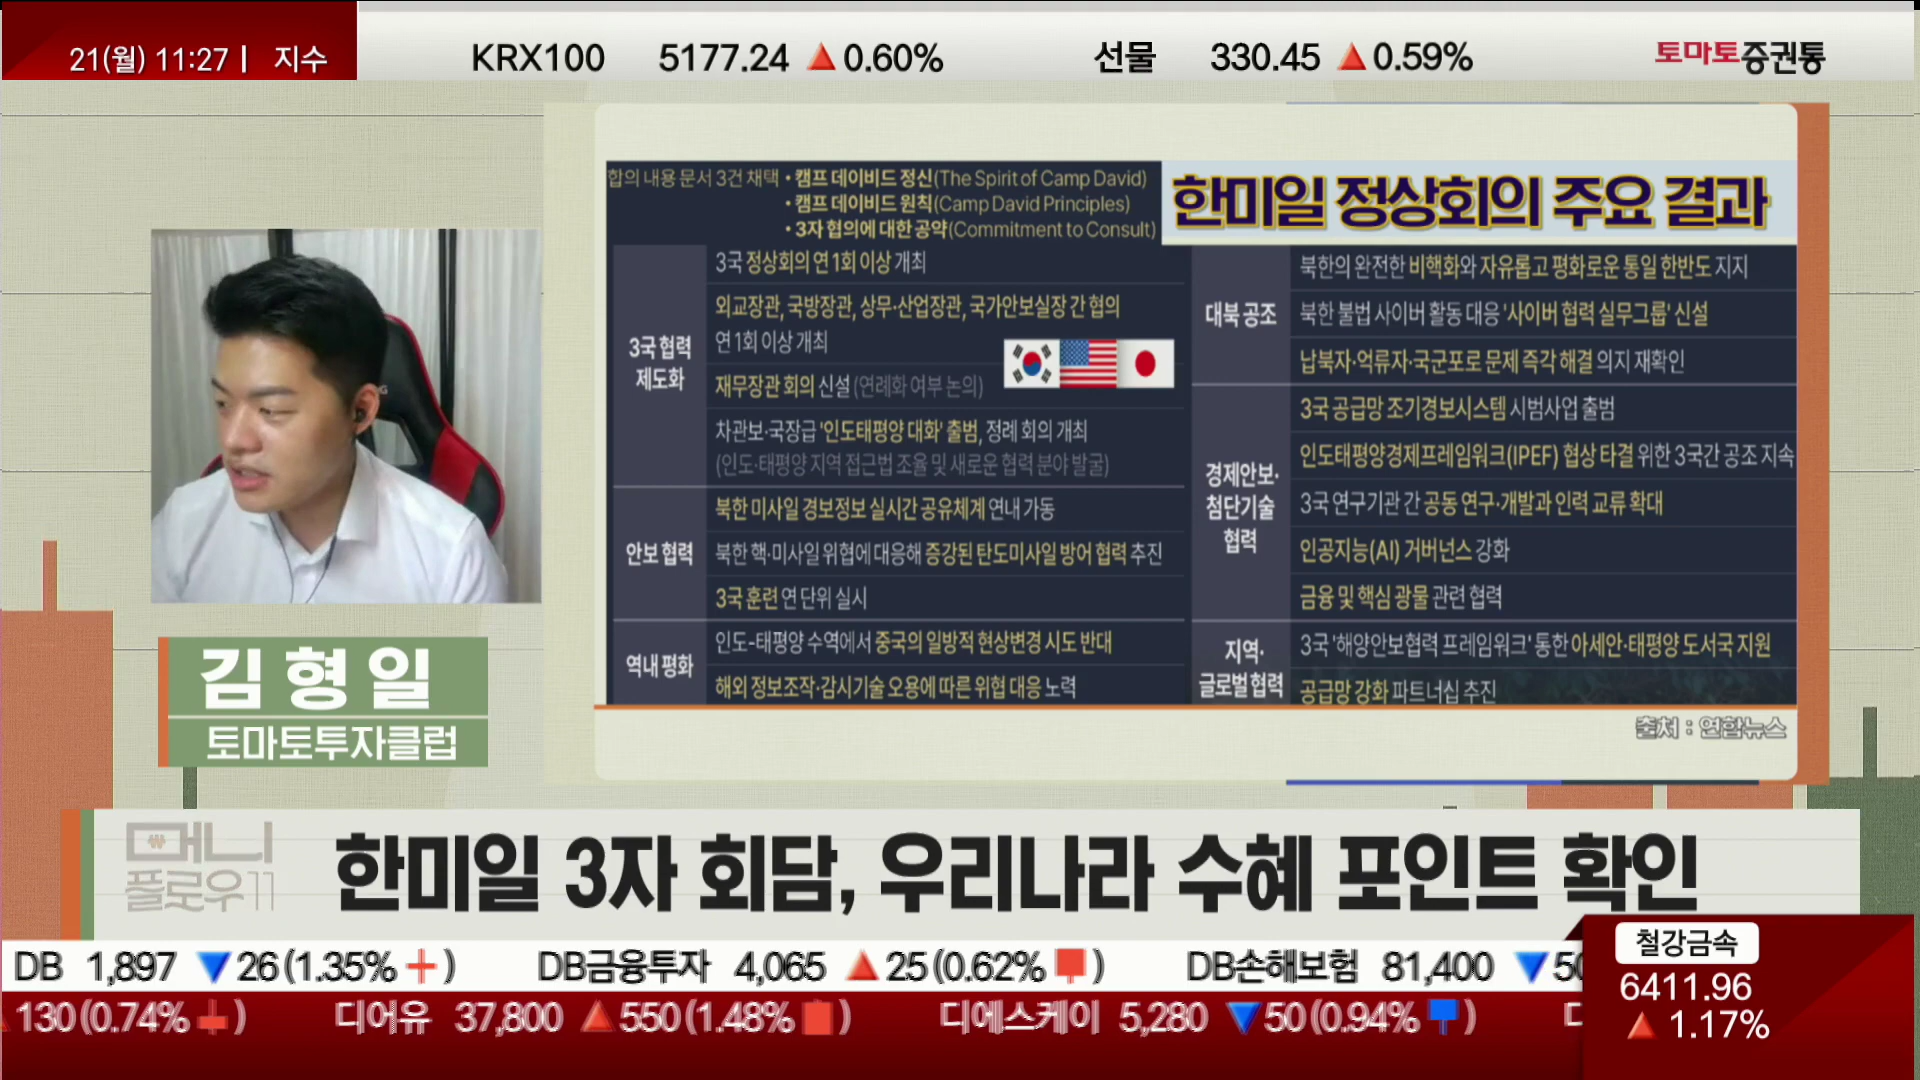 21(월) 11:27 | 지수 KRX100 5177.24 ▲ 0.60% 선물 330.45 ▲ 0.59% 토마토증권통
합의 내용 문서 3건 채택 • 캠프 데이비드 정신(The Spirit of Camp David)
• 캠프 데이비드 원칙(Camp David Principles)
• 3자 협의에 대한 공약(Commitment to Consult)
한미일 정상회의 주요 결과
3국 협력
제도화
3국 정상회의 연 1회 이상 개최
외교장관, 국방장관, 상무·산업장관, 국가안보실장 간 협의
연 1회 이상 개최
재무장관 회의 신설 (연례화 여부 논의)
차관보·국장급 '인도태평양 대화' 출범, 정례 회의 개최
(인도·태평양 지역 접근법 조율 및 새로운 협력 분야 발굴)
안보 협력
북한 미사일 경보정보 실시간 공유체계 연내 가동
북한 핵·미사일 위협에 대응해 증강된 탄도미사일 방어 협력 추진
3국 훈련 연 단위 실시
역내 평화
인도-태평양 수역에서 중국의 일방적 현상변경 시도 반대
해외 정보조작·감시기술 오용에 따른 위협 대응 노력
대북 공조
북한의 완전한 비핵화와 자유롭고 평화로운 통일 한반도 지지
북한 불법 사이버 활동 대응 '사이버 협력 실무그룹' 신설
납북자·억류자·국군포로 문제 즉각 해결 의지 재확인
경제안보·
첨단기술
협력
3국 공급망 조기경보시스템 시범사업 출범
인도태평양경제프레임워크(IPEF) 협상 타결 위한 3국간 공조 지속
3국 연구기관 간 공동 연구·개발과 인력 교류 확대
인공지능(AI) 거버넌스 강화
금융 및 핵심 광물 관련 협력
지역·
글로벌 협력
3국 '해양안보협력 프레임워크' 통한 아세안·태평양 도서국 지원
공급망 강화 파트너십 추진
출처 : 연합뉴스
김형일
토마토투자클럽
머니
플로우11
한미일 3자 회담, 우리나라 수혜 포인트 확인
DB 1,897 ▼ 26 (1.35% ) DB금융투자 4,065 ▲ 25 (0.62% ) DB손해보험 81,400 ▼ 50
130 (0.74% ) 디어유 37,800 ▲ 550 (1.48% ) 디에스케이 5,280 ▼ 50 (0.94% )
철강금속
6411.96
▲ 1.17%